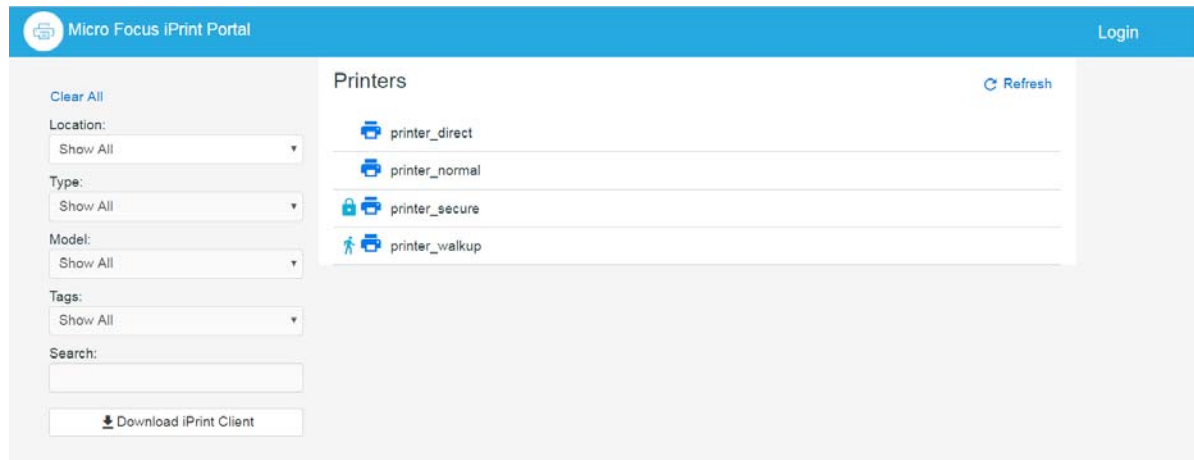 Micro Focus iPrint Portal
Login
Clear All
Location:
Show All
Type:
Show All
Model:
Show All
Tags:
Show All
Search:
Download iPrint Client
Printers
Refresh
printer_direct
printer_normal
printer_secure
printer_walkup